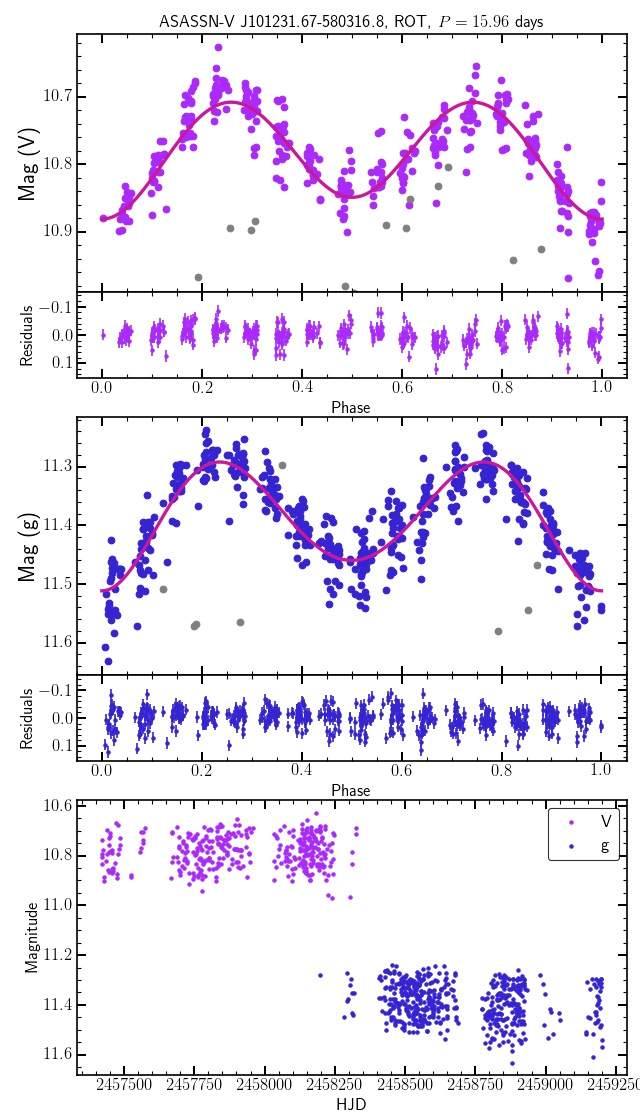 ASASSN-V J101231.67-580316.8, ROT, P = 15.96 days
Mag (V)
10.7
10.8
10.9
Residuals
−0.1
0.0
0.1
0.0 0.2 0.4 0.6 0.8 1.0
Phase
Mag (g)
11.3
11.4
11.5
11.6
Residuals
−0.1
0.0
0.1
0.0 0.2 0.4 0.6 0.8 1.0
Phase
Magnitude
10.6
10.8
11.0
11.2
11.4
11.6
V
g
2457500 2457750 2458000 2458250 2458500 2458750 2459000 245925
HJD